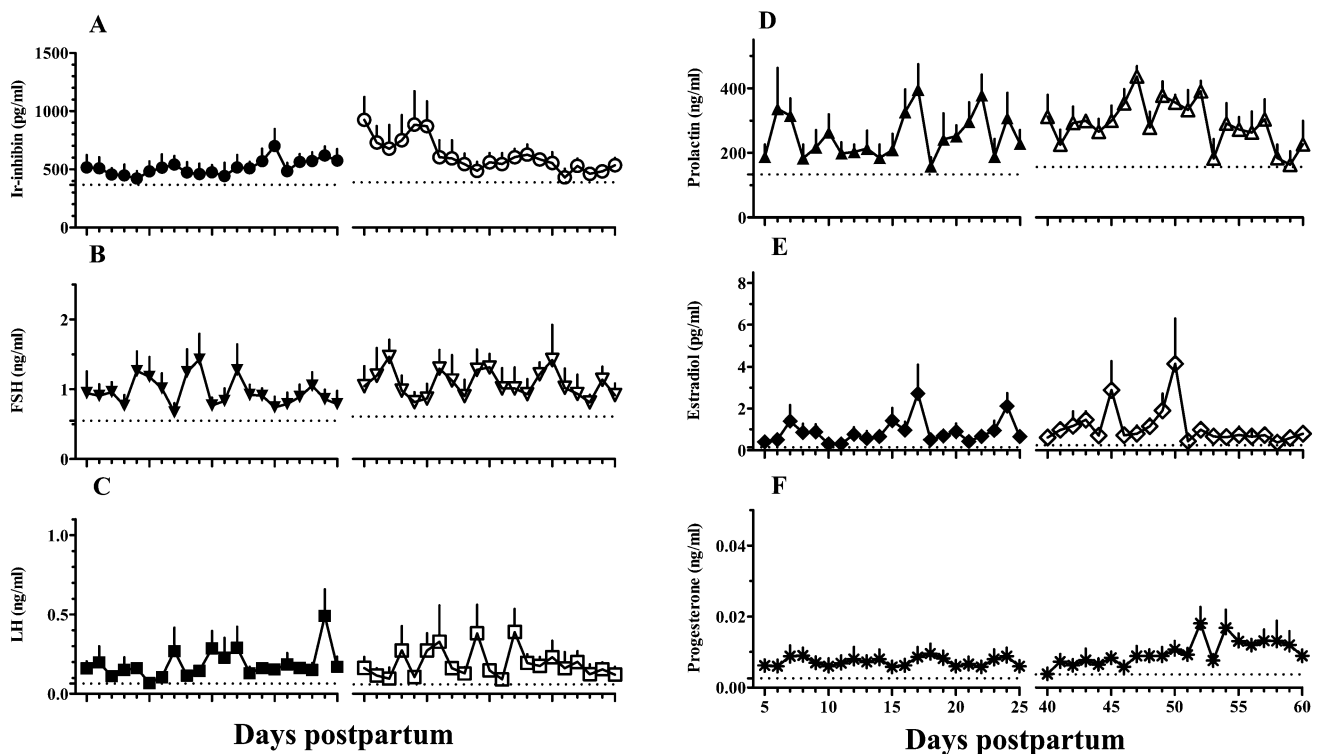 A
Ir-inhibin (pg/ml)
1500
1000
500
0
B
FSH (ng/ml)
2
1
0
C
LH (ng/ml)
1.0
0.5
0.0
Days postpartum
D
Prolactin (ng/ml)
400
200
0
E
Estradiol (pg/ml)
8
6
4
2
0
F
Progesterone (ng/ml)
0.04
0.02
0.00
5 10 15 20 25 40 45 50 55 60
Days postpartum